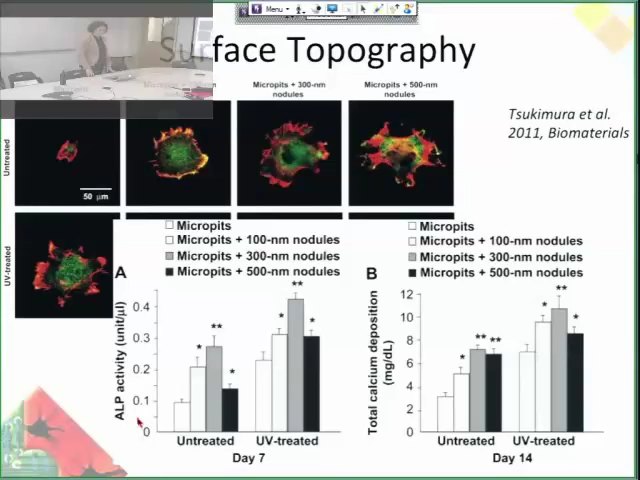 Menu
Surface Topography
Micropits + 300-nm nodules
Micropits + 500-nm nodules
Tsukimura et al.
2011, Biomaterials
Untreated
50 μm
UV-treated
A
Micropits
Micropits + 100-nm nodules
Micropits + 300-nm nodules
Micropits + 500-nm nodules
ALP activity (unit/μl)
0.4
0.3
0.2
0.1
0
*
**
*
*
**
*
Untreated
UV-treated
Day 7
B
Micropits
Micropits + 100-nm nodules
Micropits + 300-nm nodules
Micropits + 500-nm nodules
Total calcium deposition
(mg/dL)
12
10
8
6
4
2
0
*
**
**
*
**
*
Untreated
UV-treated
Day 14